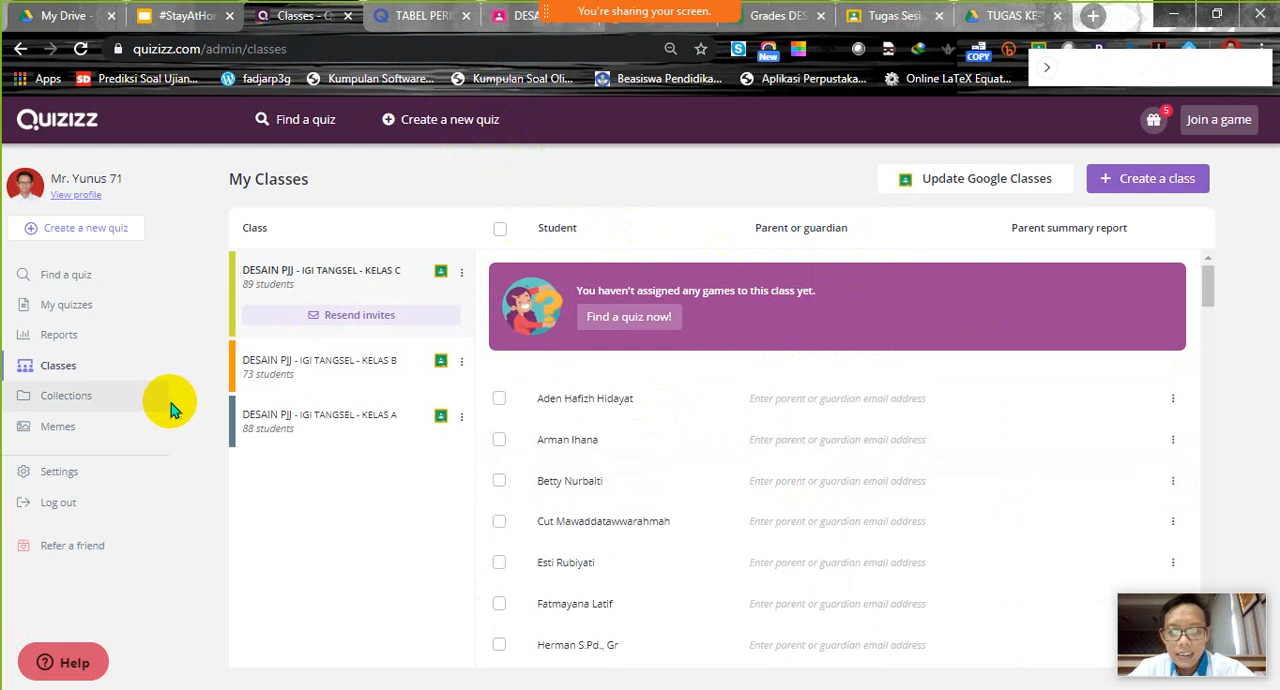 My Drive -
#StayAtHor
Classes - Q
TABEL PERI
DESA
You're sharing your screen.
Grades DES
Tugas Sesi
TUGAS KE-
quizizz.com/admin/classes
New
COPY
Apps
Prediksi Soal Ujian...
fadjarp3g
Kumpulan Software...
Kumpulan Soal Oli...
Beasiswa Pendidika...
Aplikasi Perpustaka...
Online LaTeX Equat...
Quizizz
Find a quiz
Create a new quiz
5
Join a game
Mr. Yunus 71
View profile
Create a new quiz
Find a quiz
My quizzes
Reports
Classes
Collections
Memes
Settings
Log out
Refer a friend
Help
My Classes
Update Google Classes
+ Create a class
Class
Student
Parent or guardian
Parent summary report
DESAIN PJJ - IGI TANGSEL - KELAS C
89 students
Resend invites
DESAIN PJJ - IGI TANGSEL - KELAS B
73 students
DESAIN PJJ - IGI TANGSEL - KELAS A
88 students
You haven't assigned any games to this class yet.
Find a quiz now!
Aden Hafizh Hidayat
Enter parent or guardian email address
Arman Ihana
Enter parent or guardian email address
Betty Nurbaiti
Enter parent or guardian email address
Cut Mawaddatawwarahmah
Enter parent or guardian email address
Esti Rubiyati
Enter parent or guardian email address
Fatmayana Latif
Enter parent or guardian email address
Herman S.Pd., Gr
Enter parent or guardian email address